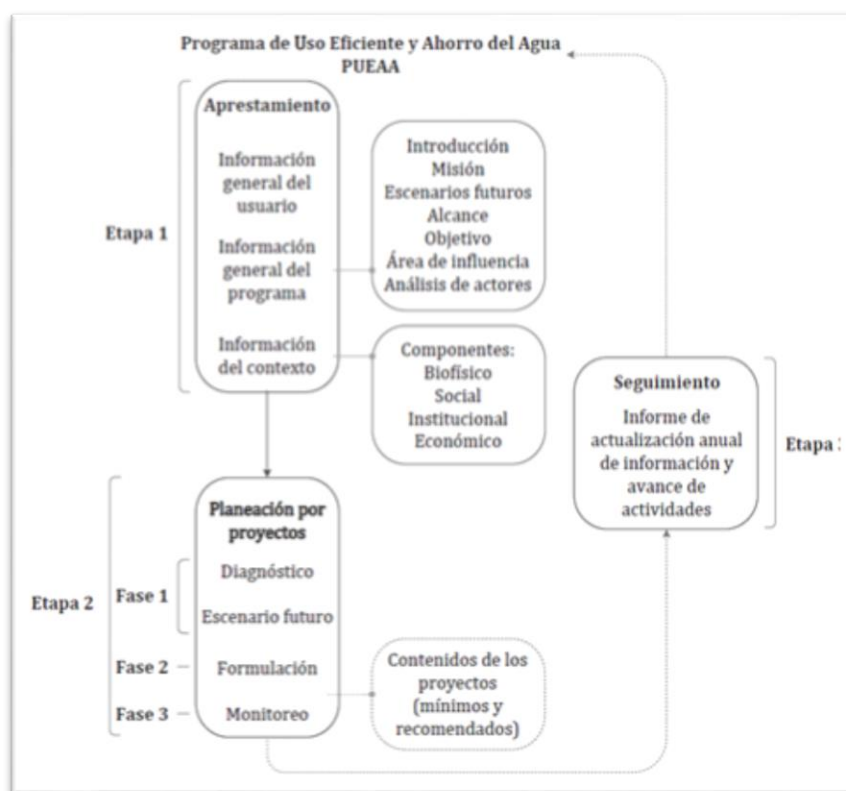 Programa de Uso Eficiente y Ahorro del Agua
PUEAA
Etapa 1
Aprestamiento
Información
general del
usuario
Información
general del
programa
Información
del contexto
Introducción
Misión
Escenarios futuros
Alcance
Objetivo
Área de influencia
Análisis de actores
Componentes:
Biofísico
Social
Institucional
Económico
Etapa 2
Planeación por
proyectos
Fase 1
Diagnóstico
Escenario futuro
Fase 2
Formulación
Fase 3
Monitoreo
Contenidos de los
proyectos
(mínimos y
recomendados)
Seguimiento
Informe de
actualización anual
de información y
avance de
actividades
Etapa